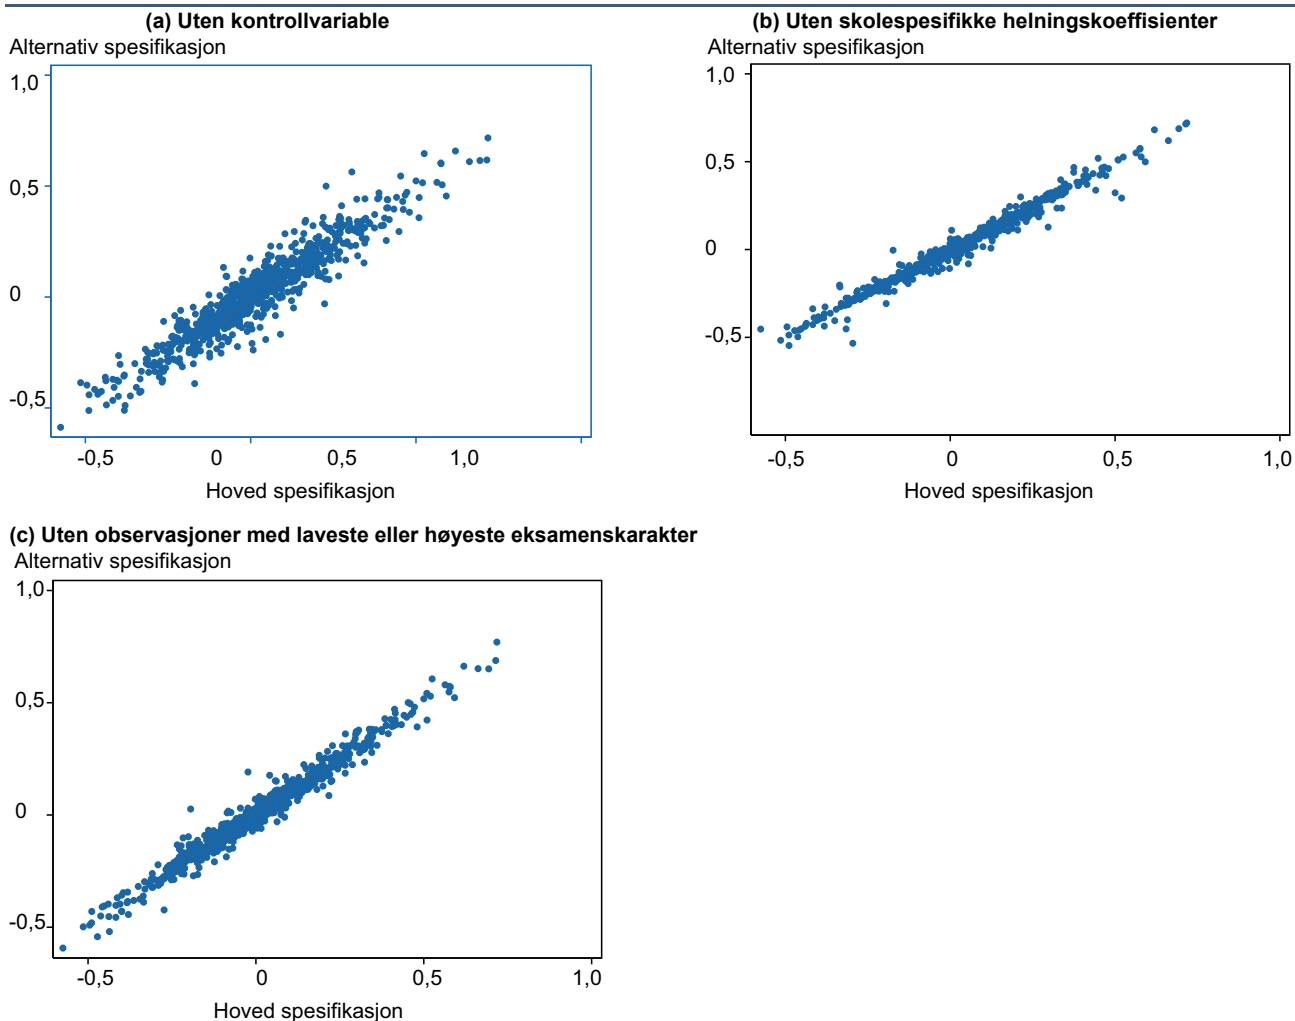 (a) Uten kontrollvariable
Alternativ spesifikasjon
1,0
0,5
0
-0,5
-0,5 0 0,5 1,0
Hoved spesifikasjon
(b) Uten skolespesifikke helningskoeffisienter
Alternativ spesifikasjon
1,0
0,5
0
-0,5
-0,5 0 0,5 1,0
Hoved spesifikasjon
(c) Uten observasjoner med laveste eller høyeste eksamenskarakter
Alternativ spesifikasjon
1,0
0,5
0
-0,5
-0,5 0 0,5 1,0
Hoved spesifikasjon